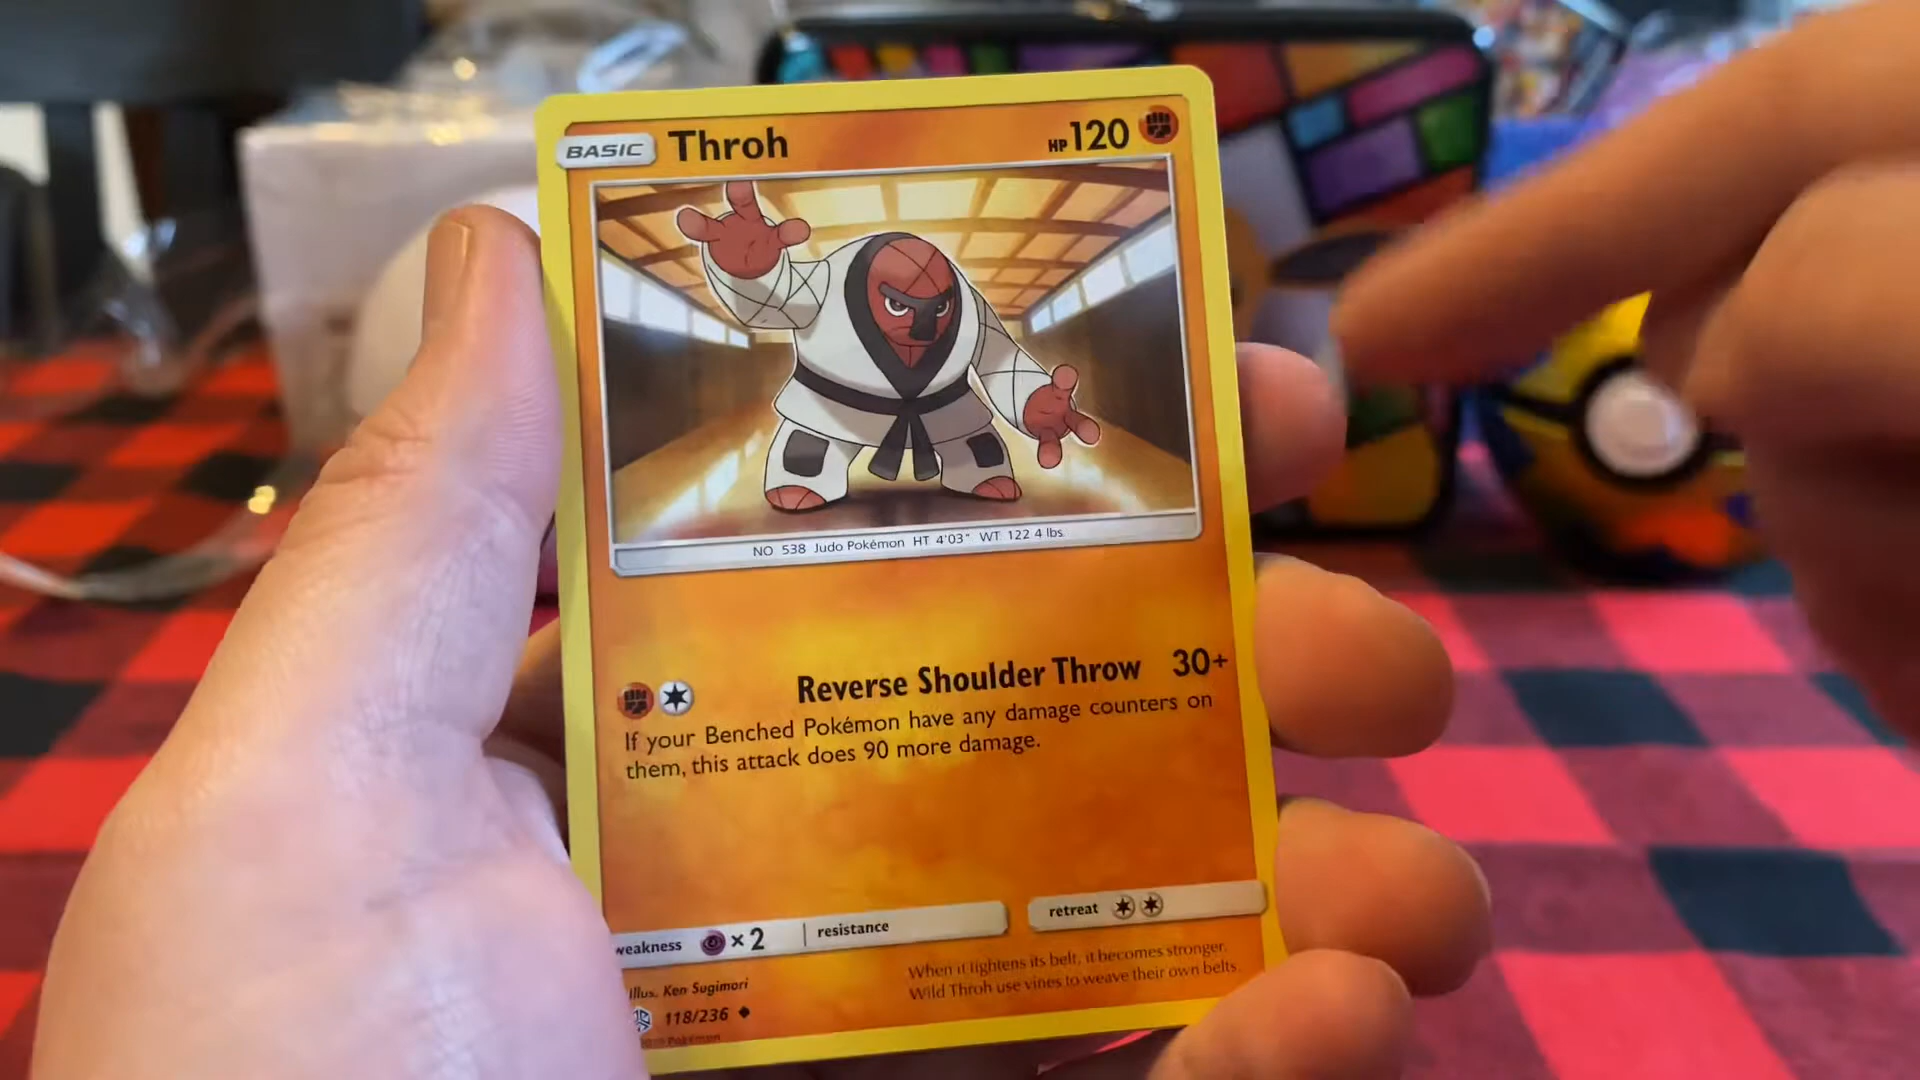 BASIC Throh HP 120
NO 538 Judo Pokémon HT 4'03" WT 122.4 lbs
Reverse Shoulder Throw 30+
If your Benched Pokémon have any damage counters on
them, this attack does 90 more damage.
weakness × 2 resistance retreat
When it tightens its belt, it becomes stronger.
Wild Throh use vines to weave their own belts.
Illus. Ken Sugimori
118/236
Pokémon